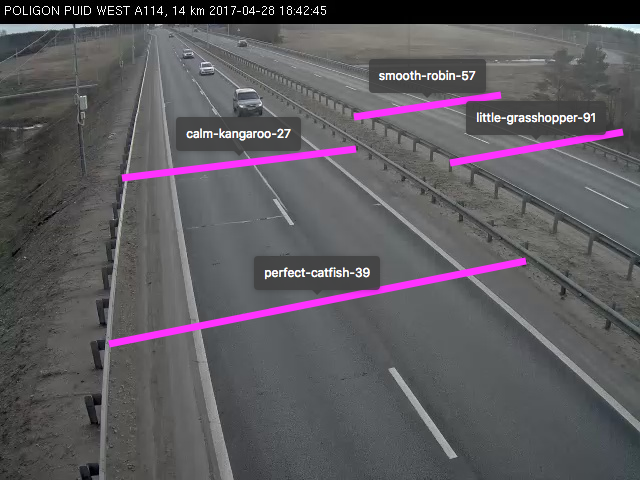 POLIGON PUID WEST A114, 14 km 2017-04-28 18:42:45
smooth-robin-57
little-grasshopper-91
calm-kangaroo-27
perfect-catfish-39